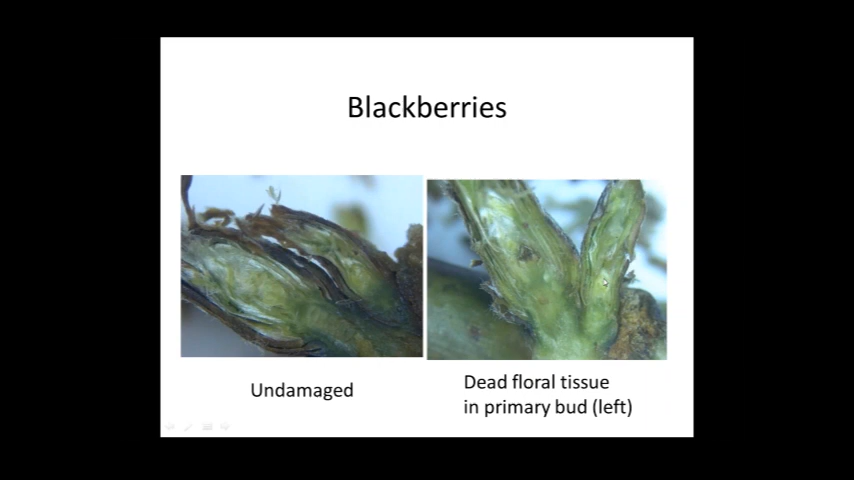 Blackberries
Undamaged
Dead floral tissue
in primary bud (left)